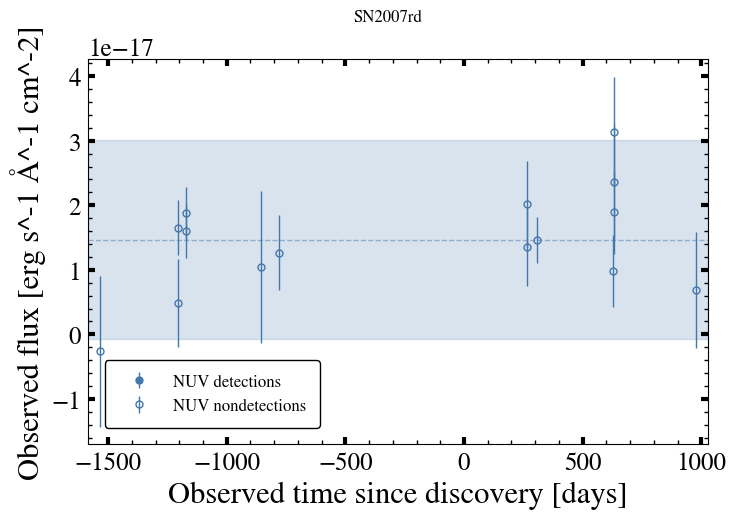 SN2007rd
1e−17
4
3
2
1
0
−1
Observed flux [erg s^-1 Å^-1 cm^-2]
NUV detections
NUV nondetections
−1500 −1000 −500 0 500 1000
Observed time since discovery [days]